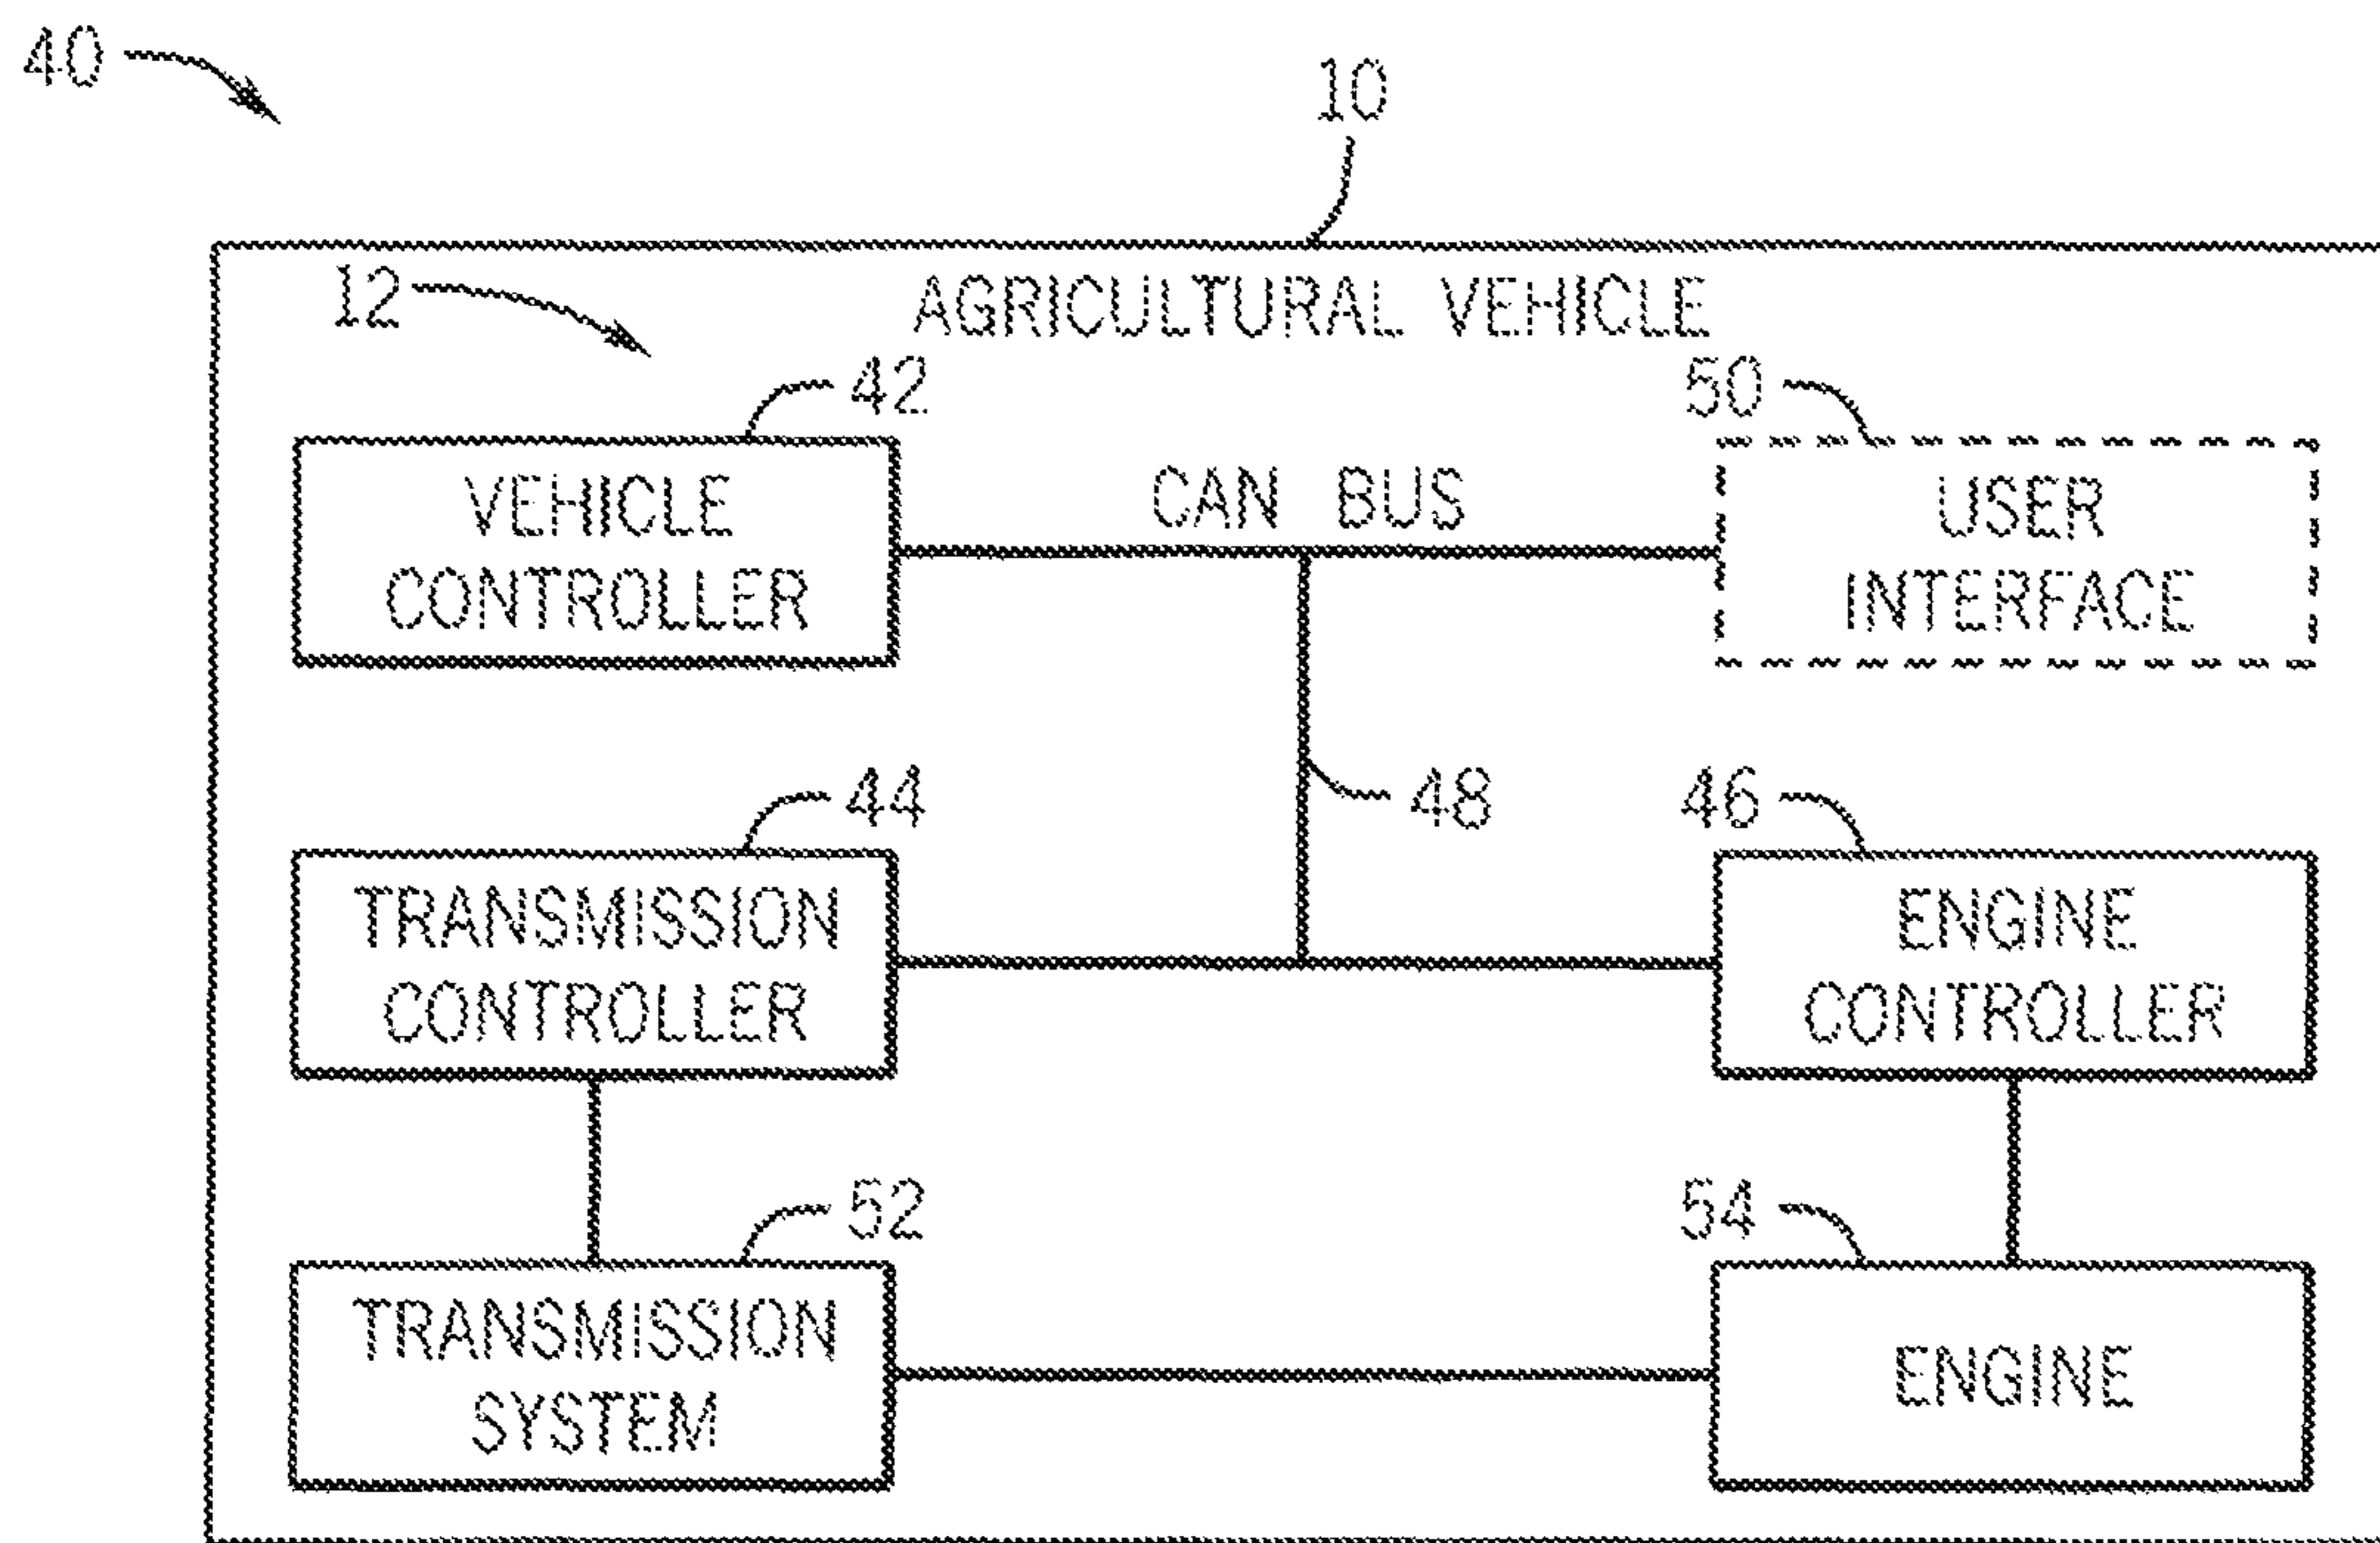 40
10
12
AGRICULTURAL VEHICLE
42
50
VEHICLE
CONTROLLER
CAN BUS
USER
INTERFACE
44
48
46
TRANSMISSION
CONTROLLER
ENGINE
CONTROLLER
52
54
TRANSMISSION
SYSTEM
ENGINE